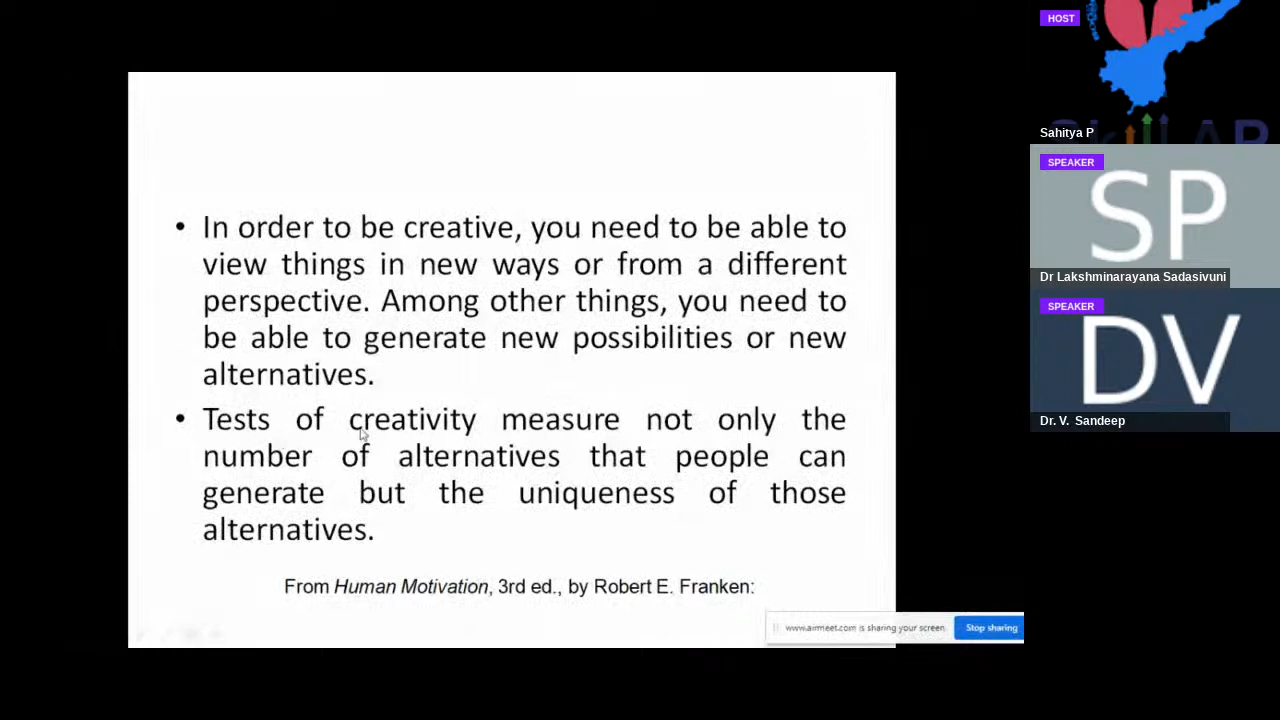 • In order to be creative, you need to be able to
view things in new ways or from a different
perspective. Among other things, you need to
be able to generate new possibilities or new
alternatives.
• Tests of creativity measure not only the
number of alternatives that people can
generate but the uniqueness of those
alternatives.
From Human Motivation, 3rd ed., by Robert E. Franken:
www.airmeet.com is sharing your screen
Stop sharing
HOST
Sahitya P
SPEAKER
SP
Dr Lakshminarayana Sadasivuni
SPEAKER
DV
Dr. V. Sandeep